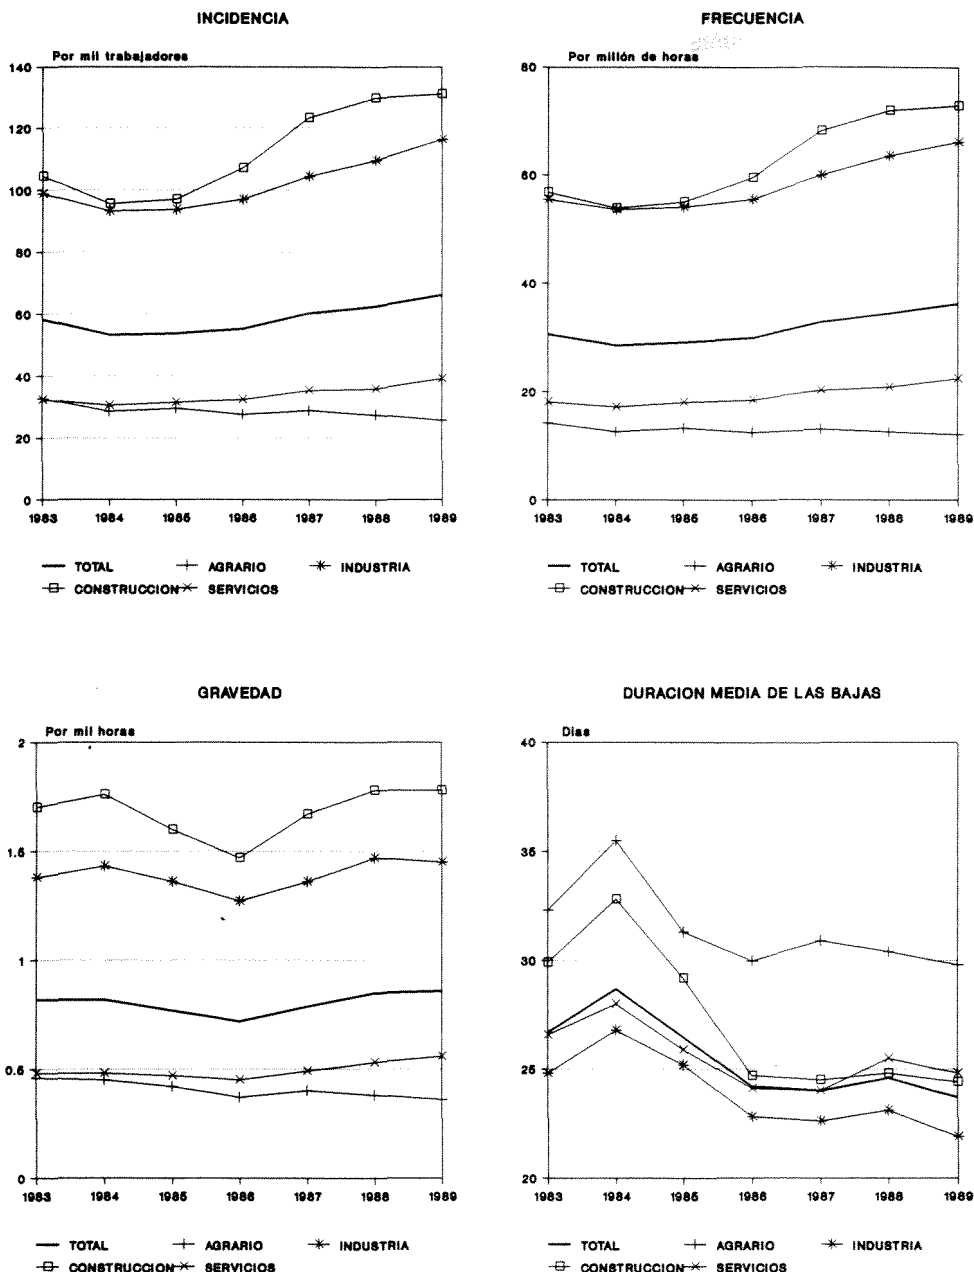 INCIDENCIA
Por mil trabajadores
140
120
100
80
60
40
20
0
1983 1984 1985 1986 1987 1988 1989
TOTAL AGRARIO INDUSTRIA
CONSTRUCCION SERVICIOS
FRECUENCIA
Por millón de horas
80
60
40
20
0
1983 1984 1985 1986 1987 1988 1989
TOTAL AGRARIO INDUSTRIA
CONSTRUCCION SERVICIOS
GRAVEDAD
Por mil horas
2
1.5
1
0.5
0
1983 1984 1985 1986 1987 1988 1989
TOTAL AGRARIO INDUSTRIA
CONSTRUCCION SERVICIOS
DURACION MEDIA DE LAS BAJAS
Dias
40
35
30
25
20
1983 1984 1985 1986 1987 1988 1989
TOTAL AGRARIO INDUSTRIA
CONSTRUCCION SERVICIOS